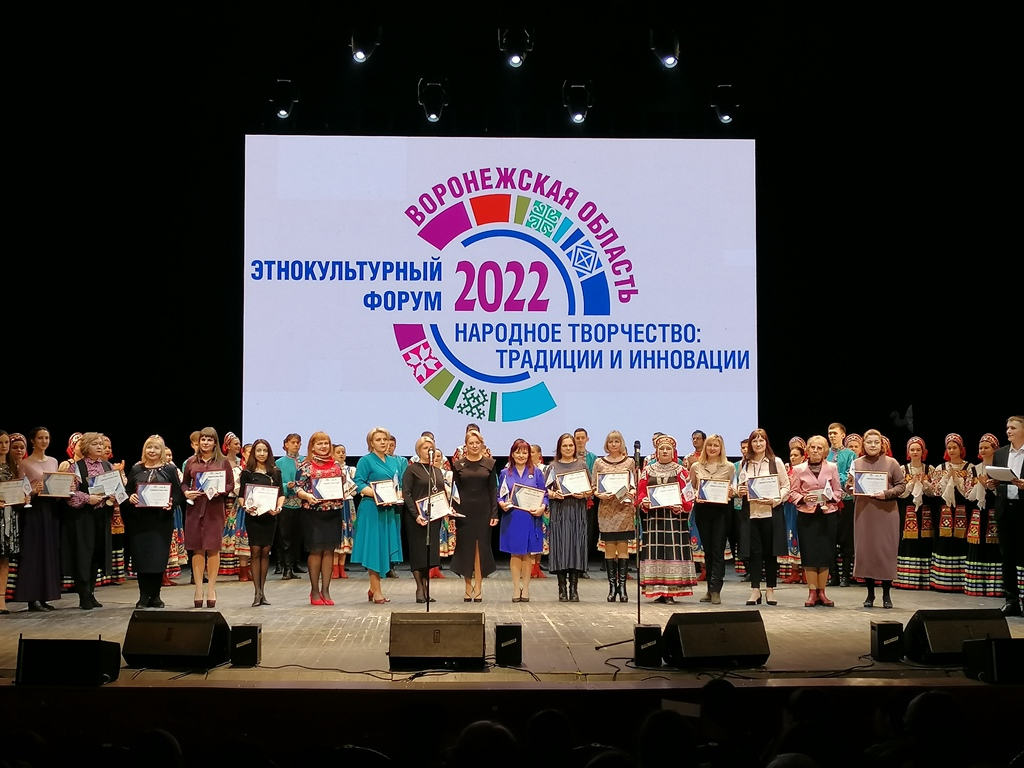 ВОРОНЕЖСКАЯ ОБЛАСТЬ
ЭТНОКУЛЬТУРНЫЙ
ФОРУМ
2022
НАРОДНОЕ ТВОРЧЕСТВО:
ТРАДИЦИИ И ИННОВАЦИИ